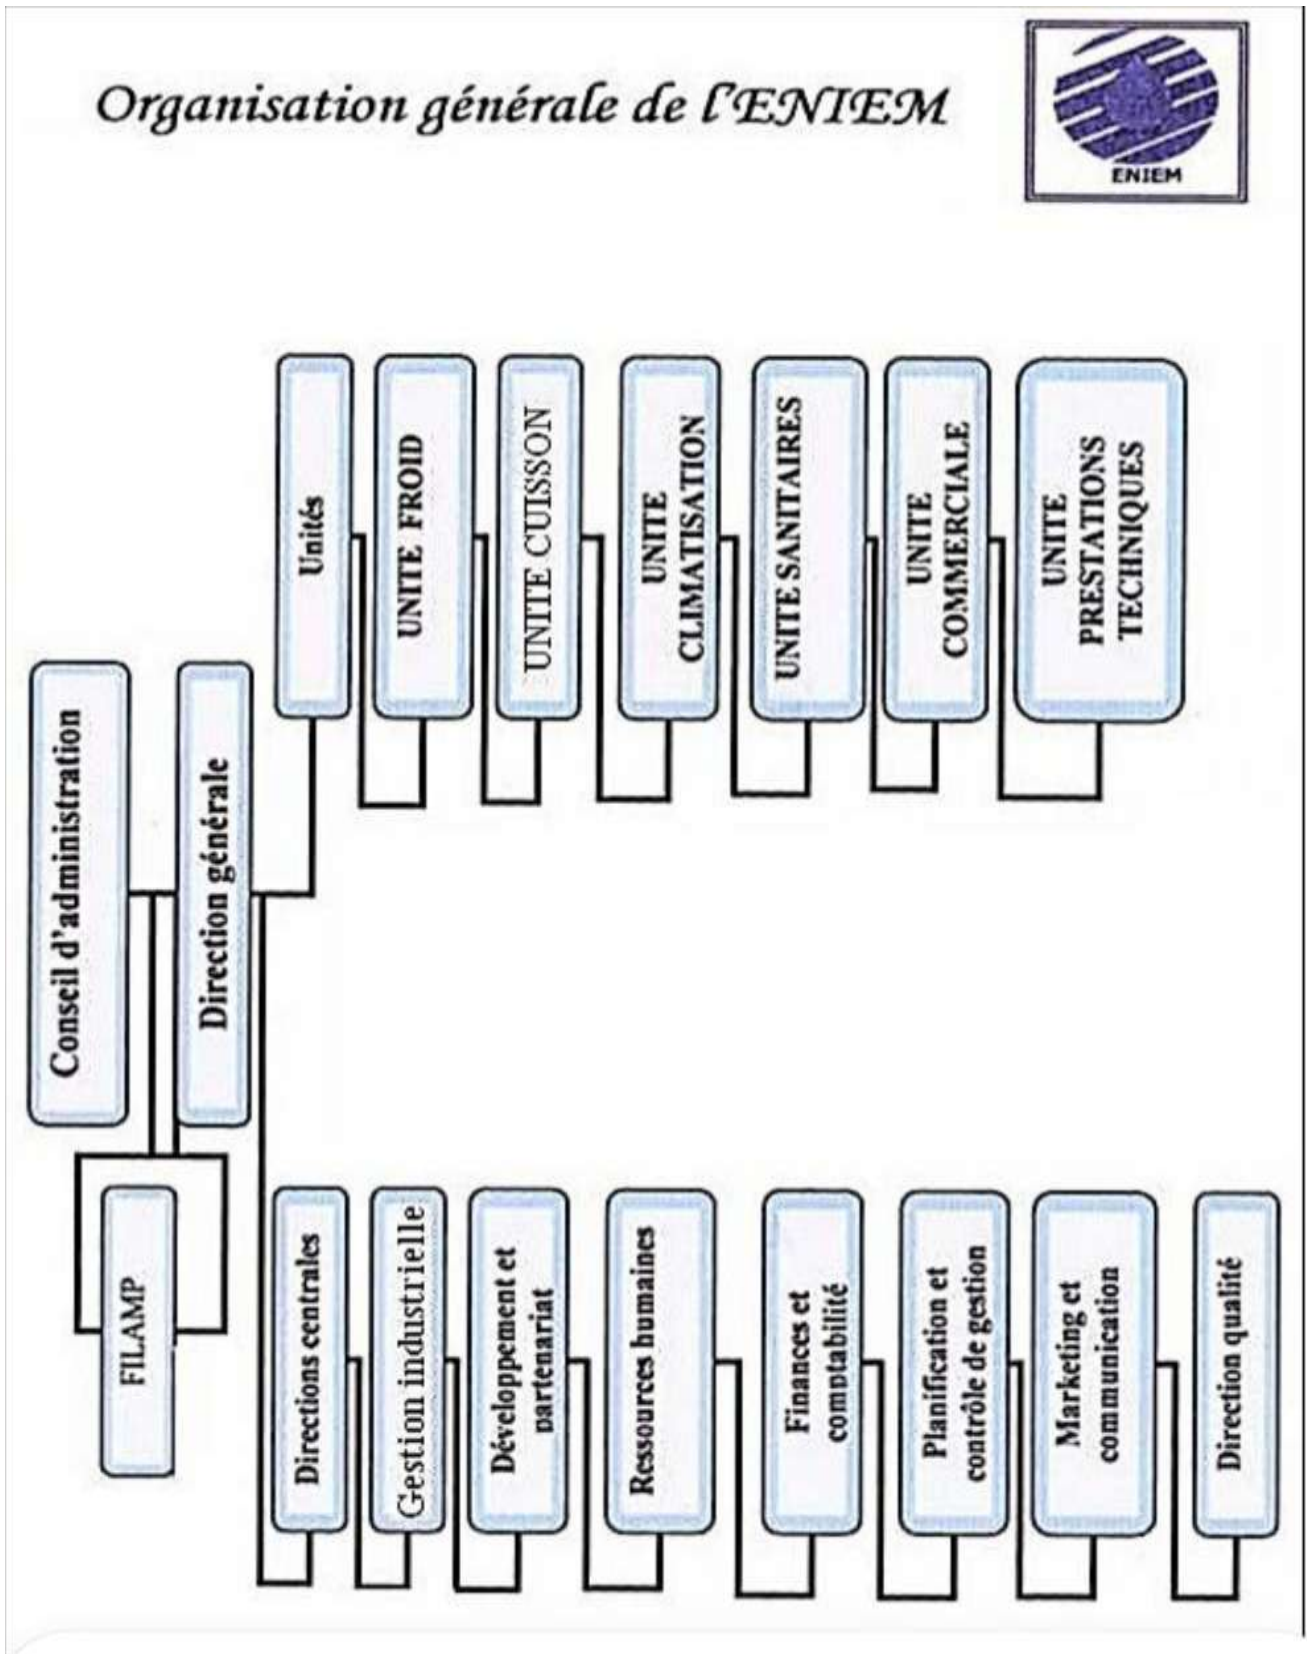 Organisation générale de l'ENIEM
ENIEM
Conseil d'administration
Direction générale
FILAMP
Unités
UNITE FROID
UNITE CUISSON
UNITE
CLIMATISATION
UNITE SANITAIRES
UNITE
COMMERCIALE
UNITE
PRESTATIONS
TECHNIQUES
Directions centrales
Gestion industrielle
Développement et
partenariat
Ressources humaines
Finances et
comptabilité
Planification et
contrôle de gestion
Marketing et
communication
Direction qualité